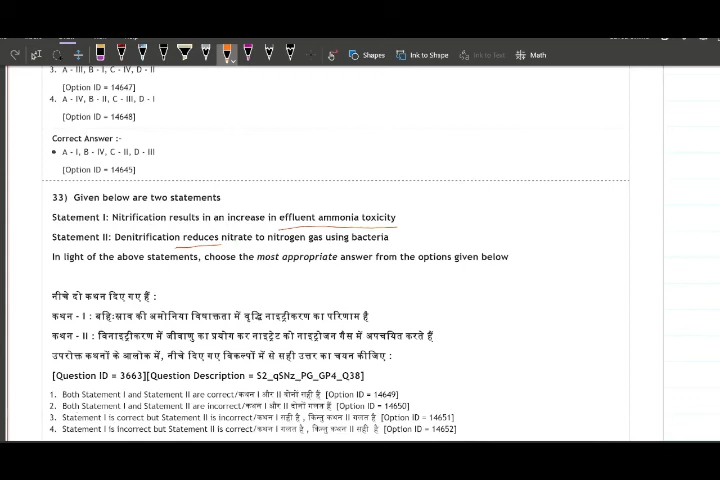 Shapes
Ink to Shape
Ink to Text
Math
3. A - III, B - I, C - IV, D - II
[Option ID = 14647]
4. A - IV, B - II, C - III, D - I
[Option ID = 14648]
Correct Answer :-
• A - I, B - IV, C - II, D - III
[Option ID = 14645]
33) Given below are two statements
Statement I: Nitrification results in an increase in effluent ammonia toxicity
Statement II: Denitrification reduces nitrate to nitrogen gas using bacteria
In light of the above statements, choose the most appropriate answer from the options given below
नीचे दो कथन दिए गए हैं :
कथन - I : बहिःस्राव की अमोनिया विषाक्तता में वृद्धि नाइट्रीकरण का परिणाम है
कथन - II : विनाइट्रीकरण में जीवाणु का प्रयोग कर नाइट्रेट को नाइट्रोजन गैस में अपचयित करते हैं
उपरोक्त कथनों के आलोक में, नीचे दिए गए विकल्पों में से सही उत्तर का चयन कीजिए :
[Question ID = 3663][Question Description = S2_qSNz_PG_GP4_Q38]
1. Both Statement I and Statement II are correct/कथन I और II दोनों सही है [Option ID = 14649]
2. Both Statement I and Statement II are incorrect/कथन I और II दोनों गलत हैं [Option ID = 14650]
3. Statement I is correct but Statement II is incorrect/कथन I सही है , किन्तु कथन II गलत है [Option ID = 14651]
4. Statement I is incorrect but Statement II is correct/कथन I गलत है , किन्तु कथन II सही है [Option ID = 14652]